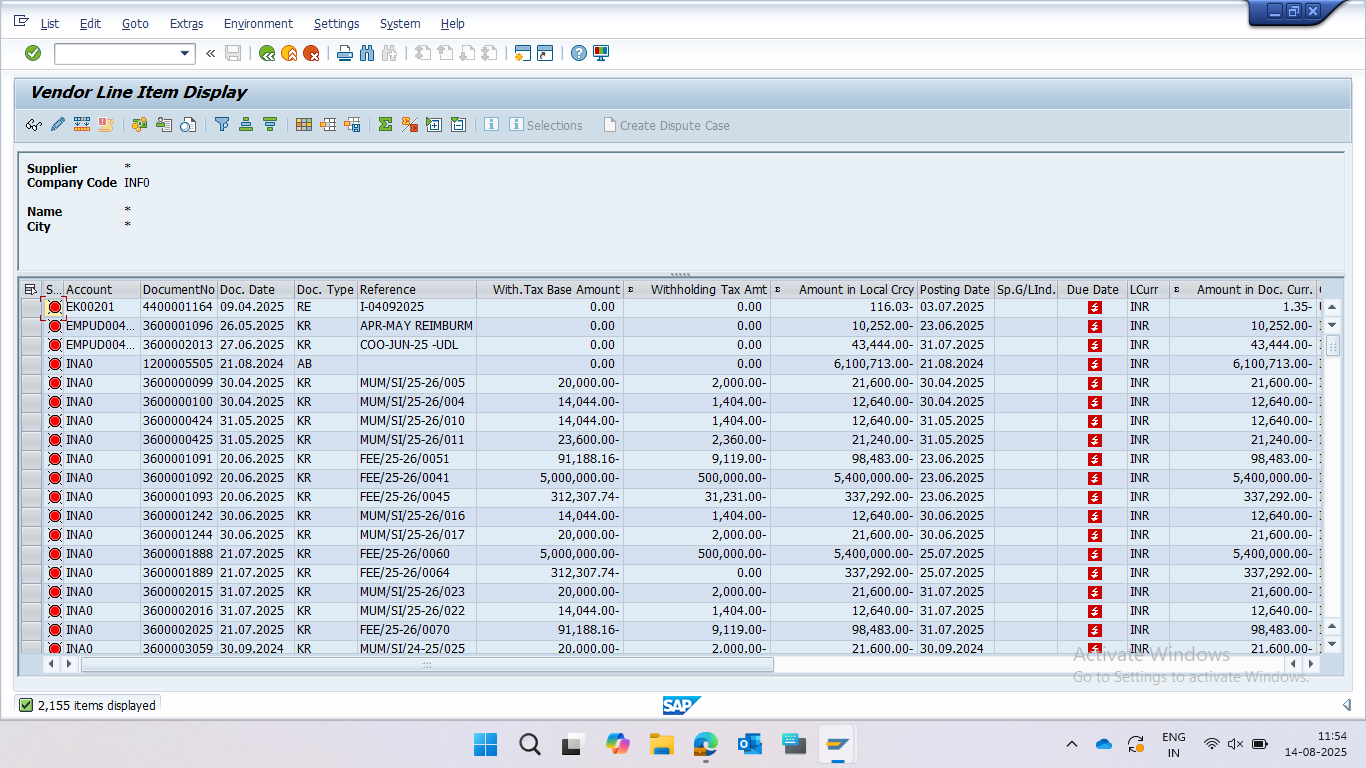 List Edit Goto Extras Environment Settings System Help
Vendor Line Item Display
Selections Create Dispute Case
Supplier *
Company Code INF0
Name *
City *
S... Account DocumentNo Doc. Date Doc. Type Reference With.Tax Base Amount Σ Withholding Tax Amt Σ Amount in Local Crcy Posting Date Sp.G/LInd. Due Date LCurr Σ Amount in Doc. Curr.
EK00201 4400001164 09.04.2025 RE I-04092025 0.00 0.00 116.03- 03.07.2025 INR 1.35-
EMPUD004... 3600001096 26.05.2025 KR APR-MAY REIMBURM 0.00 0.00 10,252.00- 23.06.2025 INR 10,252.00-
EMPUD004... 3600002013 27.06.2025 KR COO-JUN-25 -UDL 0.00 0.00 43,444.00- 31.07.2025 INR 43,444.00-
INA0 1200005505 21.08.2024 AB 0.00 0.00 6,100,713.00- 21.08.2024 INR 6,100,713.00-
INA0 3600000099 30.04.2025 KR MUM/SI/25-26/005 20,000.00- 2,000.00- 21,600.00- 30.04.2025 INR 21,600.00-
INA0 3600000100 30.04.2025 KR MUM/SI/25-26/004 14,044.00- 1,404.00- 12,640.00- 30.04.2025 INR 12,640.00-
INA0 3600000424 31.05.2025 KR MUM/SI/25-26/010 14,044.00- 1,404.00- 12,640.00- 31.05.2025 INR 12,640.00-
INA0 3600000425 31.05.2025 KR MUM/SI/25-26/011 23,600.00- 2,360.00- 21,240.00- 31.05.2025 INR 21,240.00-
INA0 3600001091 20.06.2025 KR FEE/25-26/0051 91,188.16- 9,119.00- 98,483.00- 23.06.2025 INR 98,483.00-
INA0 3600001092 20.06.2025 KR FEE/25-26/0041 5,000,000.00- 500,000.00- 5,400,000.00- 23.06.2025 INR 5,400,000.00-
INA0 3600001093 20.06.2025 KR FEE/25-26/0045 312,307.74- 31,231.00- 337,292.00- 23.06.2025 INR 337,292.00-
INA0 3600001242 30.06.2025 KR MUM/SI/25-26/016 14,044.00- 1,404.00- 12,640.00- 30.06.2025 INR 12,640.00-
INA0 3600001244 30.06.2025 KR MUM/SI/25-26/017 20,000.00- 2,000.00- 21,600.00- 30.06.2025 INR 21,600.00-
INA0 3600001888 21.07.2025 KR FEE/25-26/0060 5,000,000.00- 500,000.00- 5,400,000.00- 25.07.2025 INR 5,400,000.00-
INA0 3600001889 21.07.2025 KR FEE/25-26/0064 312,307.74- 0.00 337,292.00- 25.07.2025 INR 337,292.00-
INA0 3600002015 31.07.2025 KR MUM/SI/25-26/023 20,000.00- 2,000.00- 21,600.00- 31.07.2025 INR 21,600.00-
INA0 3600002016 31.07.2025 KR MUM/SI/25-26/022 14,044.00- 1,404.00- 12,640.00- 31.07.2025 INR 12,640.00-
INA0 3600002025 21.07.2025 KR FEE/25-26/0070 91,188.16- 9,119.00- 98,483.00- 31.07.2025 INR 98,483.00-
INA0 3600003059 30.09.2024 KR MUM/SI/24-25/025 20,000.00- 2,000.00- 21,600.00- 30.09.2024 INR 21,600.00-
Activate Windows
Go to Settings to activate Windows.
2,155 items displayed
SAP
ENG
IN
11:54
14-08-2025